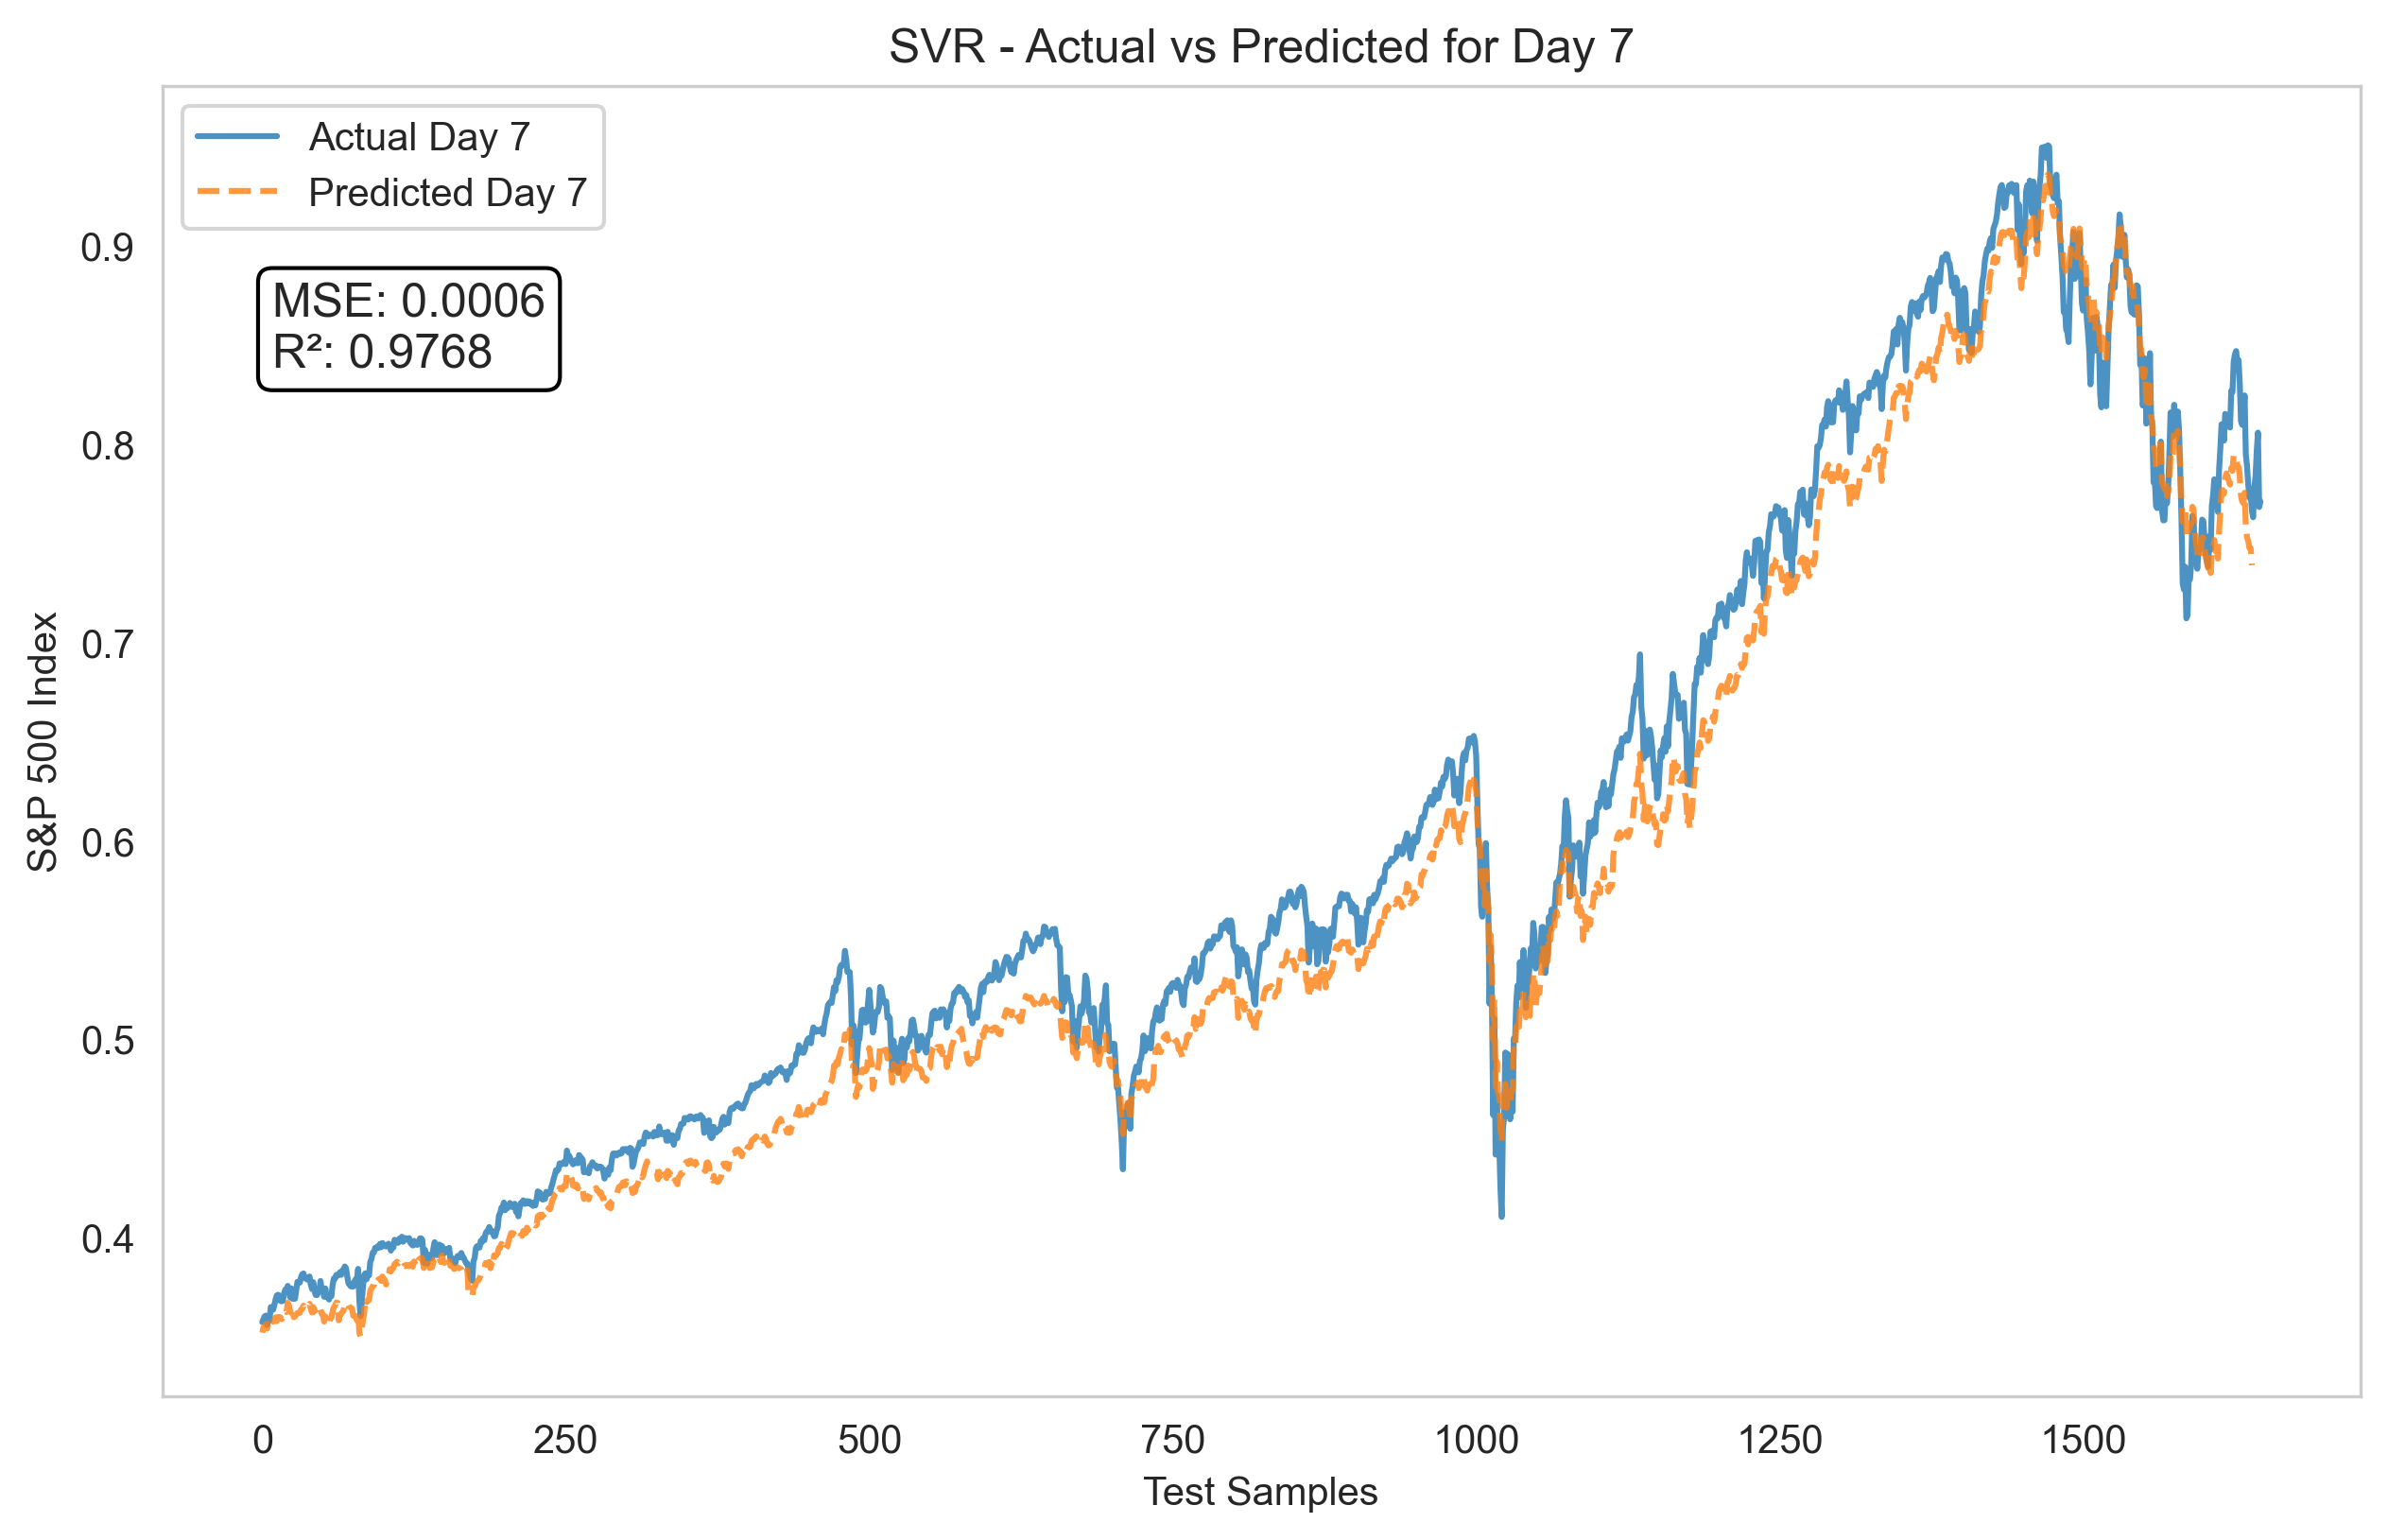 SVR - Actual vs Predicted for Day 7
Actual Day 7
Predicted Day 7
MSE: 0.0006
R²: 0.9768
0.9
0.8
0.7
0.6
0.5
0.4
S&P 500 Index
0 250 500 750 1000 1250 1500
Test Samples